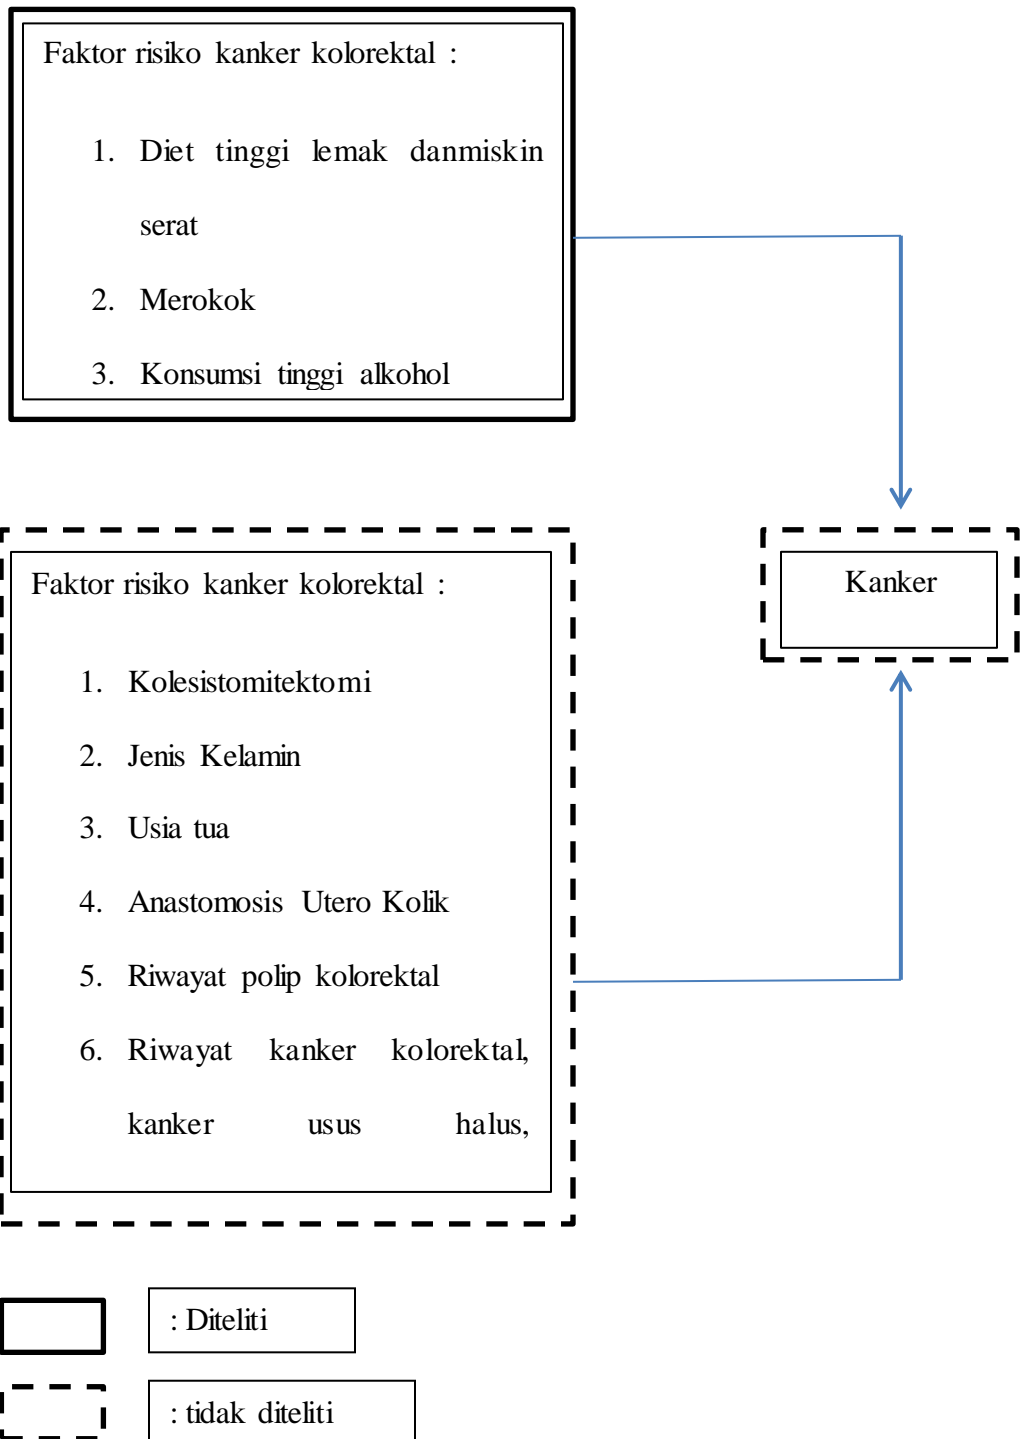 Faktor risiko kanker kolorektal :
1. Diet tinggi lemak danmiskin
serat
2. Merokok
3. Konsumsi tinggi alkohol
Faktor risiko kanker kolorektal :
1. Kolesistomitektomi
2. Jenis Kelamin
3. Usia tua
4. Anastomosis Utero Kolik
5. Riwayat polip kolorektal
6. Riwayat kanker kolorektal,
kanker usus halus,
Kanker
: Diteliti
: tidak diteliti